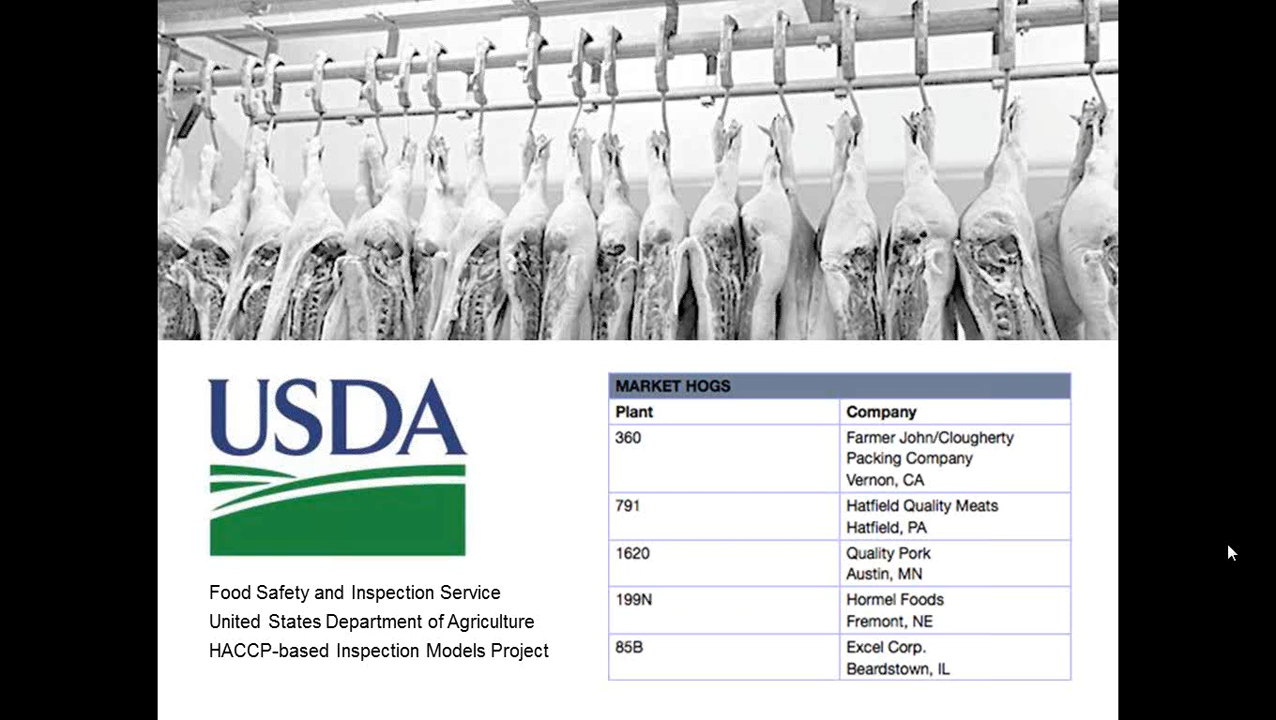 USDA
Food Safety and Inspection Service
United States Department of Agriculture
HACCP-based Inspection Models Project
MARKET HOGS
Plant Company
360 Farmer John/Clougherty
Packing Company
Vernon, CA
791 Hatfield Quality Meats
Hatfield, PA
1620 Quality Pork
Austin, MN
199N Hormel Foods
Fremont, NE
85B Excel Corp.
Beardstown, IL